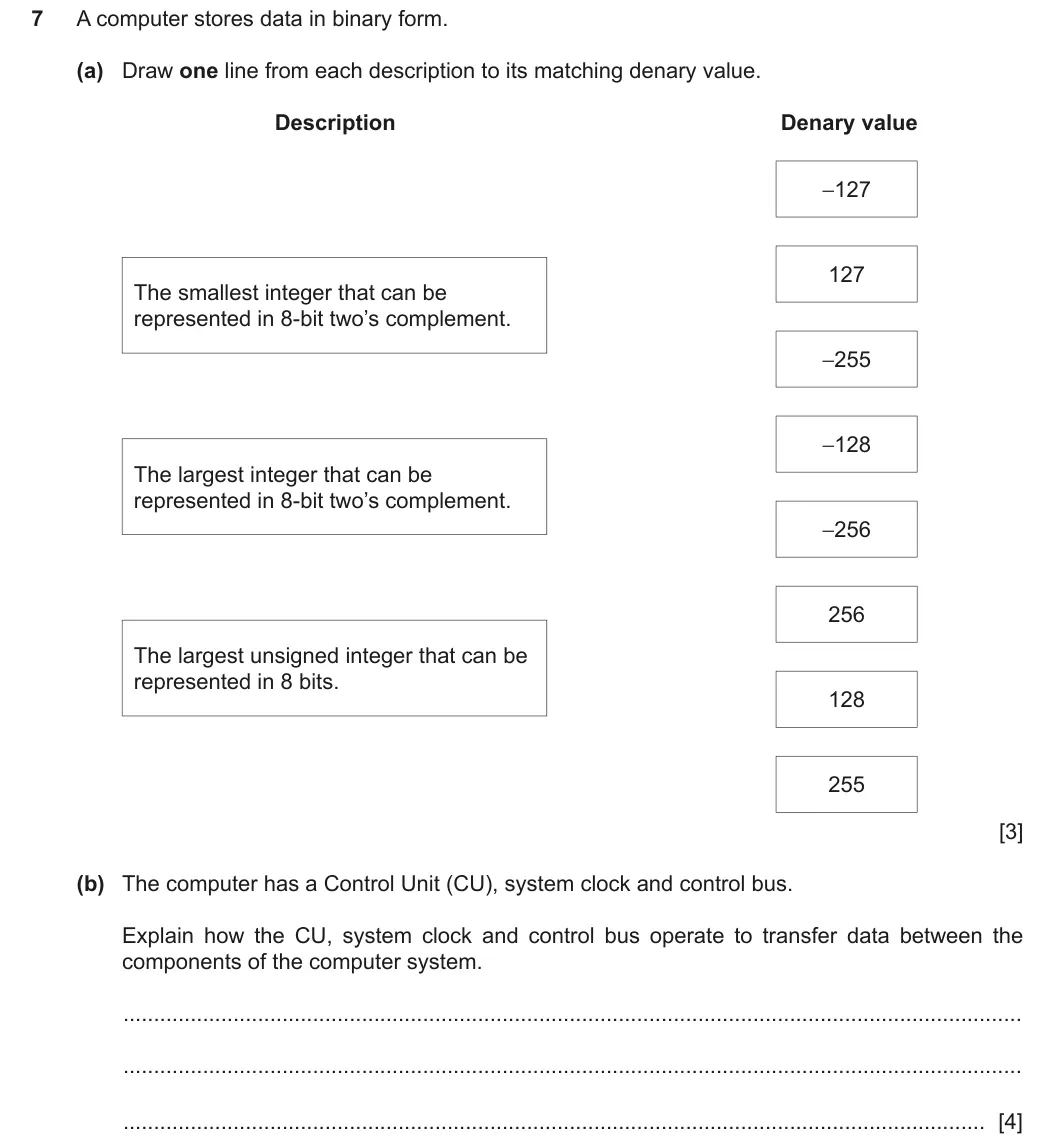 7 A computer stores data in binary form.
(a) Draw one line from each description to its matching denary value.
Description
Denary value
–127
127
The smallest integer that can be
represented in 8-bit two’s complement.
–255
–128
The largest integer that can be
represented in 8-bit two’s complement.
–256
256
The largest unsigned integer that can be
represented in 8 bits.
128
255
[3]
(b) The computer has a Control Unit (CU), system clock and control bus.
Explain how the CU, system clock and control bus operate to transfer data between the
components of the computer system.
[4]